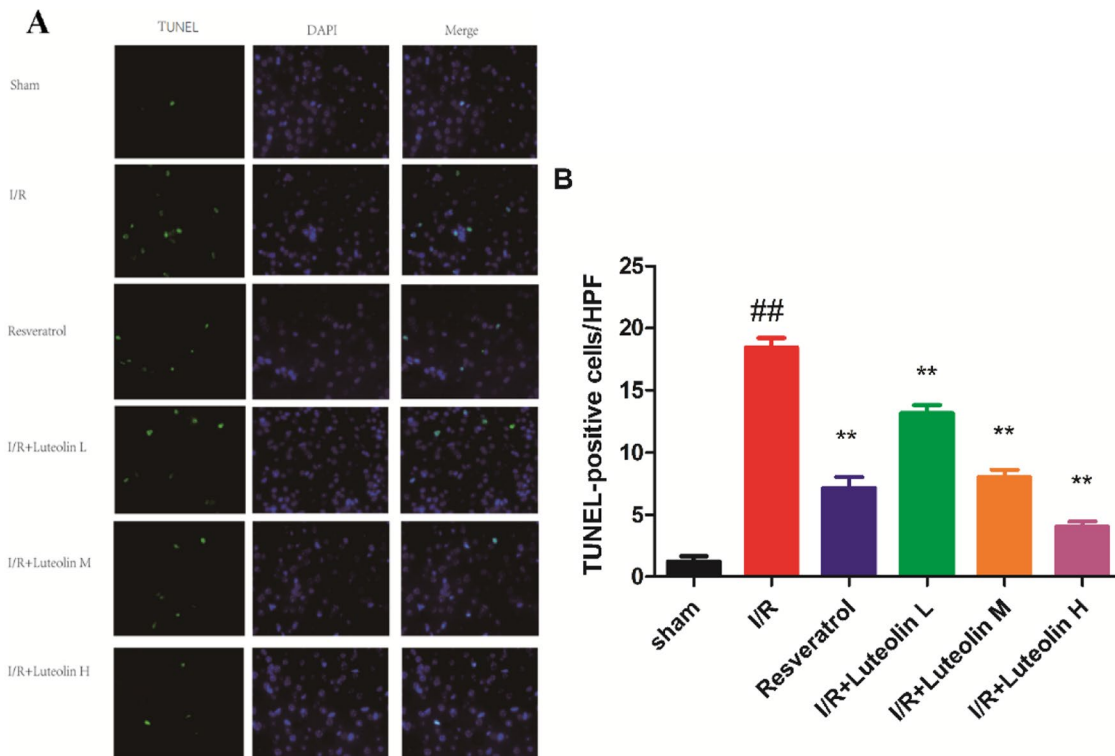 A
TUNEL DAPI Merge
Sham
I/R
Resveratrol
I/R+Luteolin L
I/R+Luteolin M
I/R+Luteolin H
B
TUNEL-positive cells/HPF
25
20
15
10
5
0
##
**
**
**
**
sham
I/R
Resveratrol
I/R+Luteolin L
I/R+Luteolin M
I/R+Luteolin H